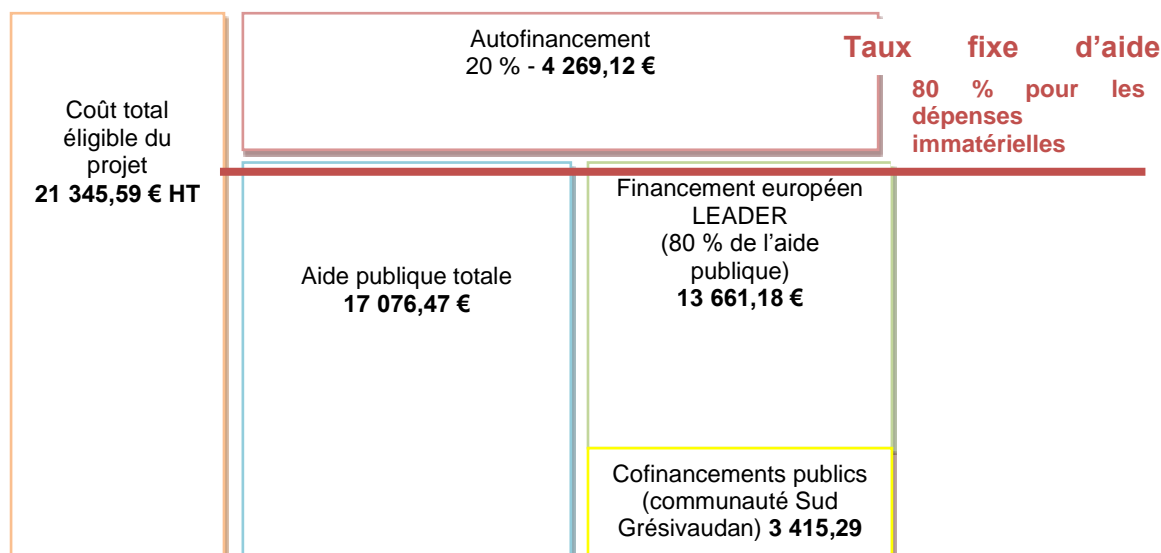 Coût total
éligible du
projet
21 345,59 € HT
Autofinancement
20 % - 4 269,12 €
Taux fixe d’aide
80 % pour les
dépenses
immatérielles
Aide publique totale
17 076,47 €
Financement européen
LEADER
(80 % de l’aide
publique)
13 661,18 €
Cofinancements publics
(communauté Sud
Grésivaudan) 3 415,29